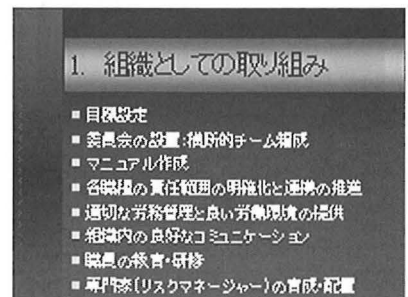 1. 組織としての取り組み
■ 目標設定
■ 委員会の設置:横断的チーム編成
■ マニュアル作成
■ 各職種の責任範囲の明確化と連携の推進
■ 適切な労務管理と良い労働環境の提供
■ 組織内の良好なコミュニケーション
■ 職員の教育・研修
■ 専門家(リスクマネージャー)の育成・配置